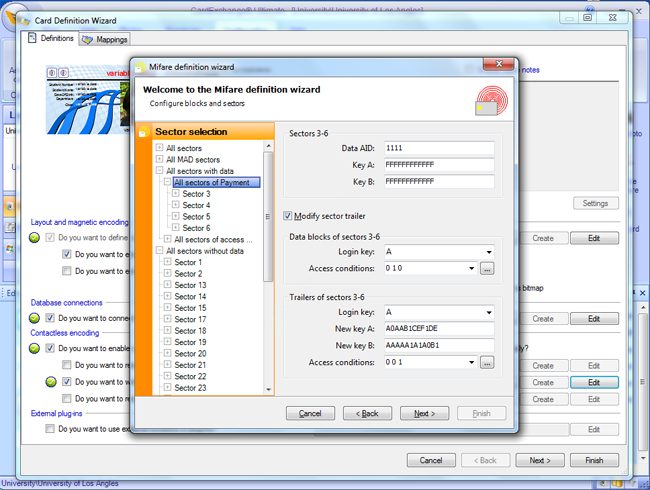 CardExchange® Ultimate - [University\University of Los Angles]
Card Definition Wizard
Definitions
Mappings
variabl
notes
Settings
Layout and magnetic encoding
Do you want to define
Create
Edit
Do you want to e
Do you want to e
bitmap
Database connections
Do you want to conne
Create
Edit
Contactless encoding
Do you want to enable
lly?
Do you want to re
Create
Edit
Do you want to w
Create
Edit
Do you want to re
Create
Edit
External plug-ins
Do you want to use ex
Edit
Cancel
< Back
Next >
Finish
University\University of Los Angles
Mifare definition wizard
Welcome to the Mifare definition wizard
Configure blocks and sectors
Sector selection
All sectors
All MAD sectors
All sectors with data
All sectors of Payment
Sector 3
Sector 4
Sector 5
Sector 6
All sectors of access ...
All sectors without data
Sector 1
Sector 2
Sector 13
Sector 14
Sector 15
Sector 17
Sector 18
Sector 19
Sector 20
Sector 21
Sector 22
Sector 23
Sectors 3-6
Data AID: 1111
Key A: FFFFFFFFFFFF
Key B: FFFFFFFFFFFF
Modify sector trailer
Data blocks of sectors 3-6
Login key: A
Access conditions: 0 1 0 ...
Trailers of sectors 3-6
Login key: A
New key A: A0AAB1CEF1DE
New key B: AAAAA1A1A0B1
Access conditions: 0 0 1 ...
Cancel
< Back
Next >
Finish